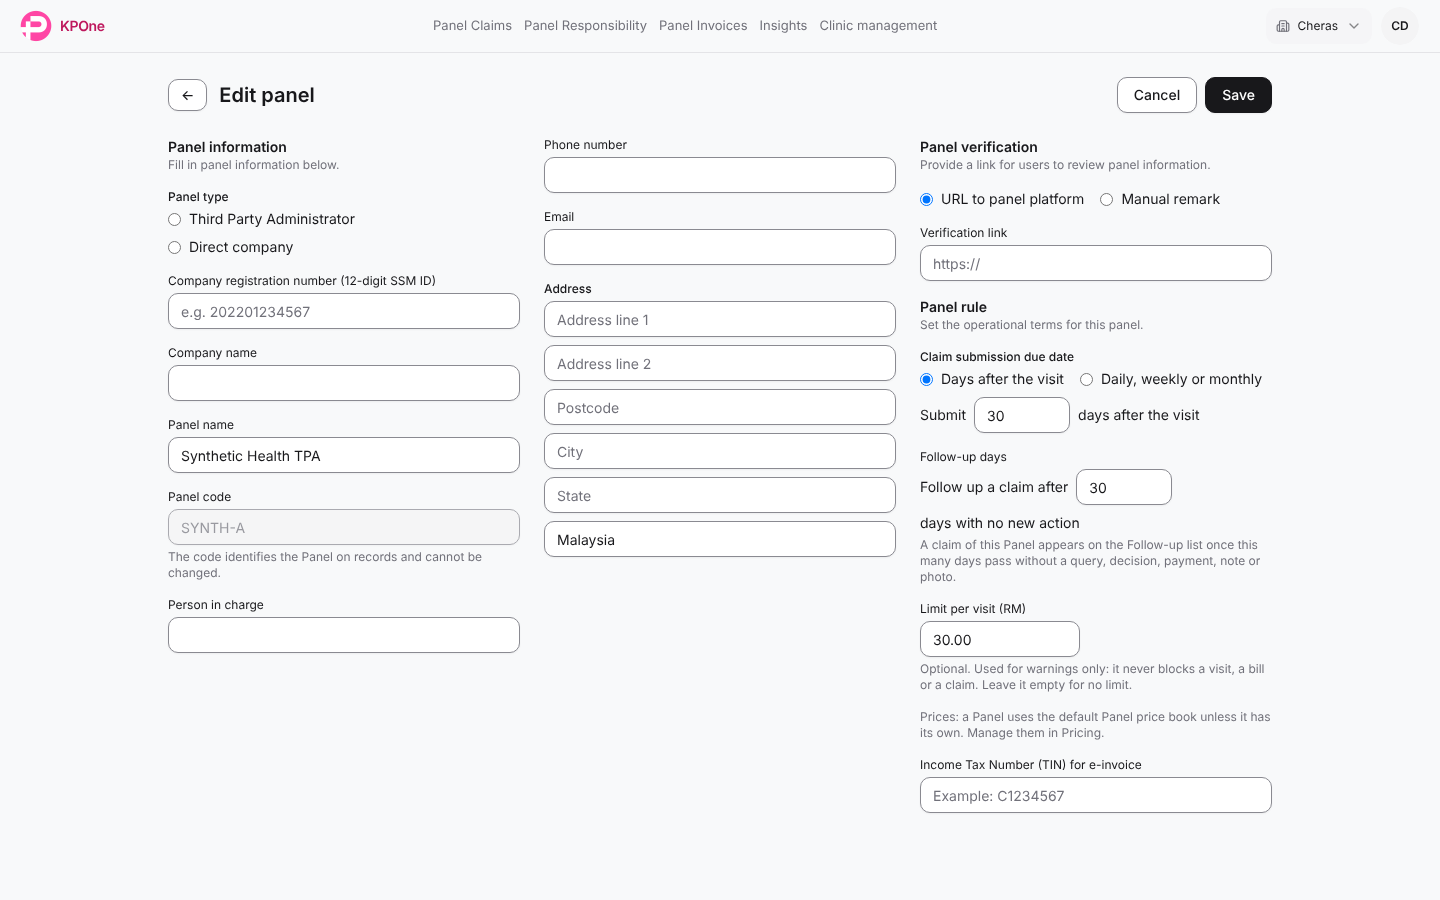 KPOne
Panel Claims
Panel Responsibility
Panel Invoices
Insights
Clinic management
Cheras
CD
Edit panel
Cancel
Save
Panel information
Fill in panel information below.
Panel type
Third Party Administrator
Direct company
Company registration number (12-digit SSM ID)
e.g. 202201234567
Company name
Panel name
Synthetic Health TPA
Panel code
SYNTH-A
The code identifies the Panel on records and cannot be
changed.
Person in charge
Phone number
Email
Address
Address line 1
Address line 2
Postcode
City
State
Malaysia
Panel verification
Provide a link for users to review panel information.
URL to panel platform
Manual remark
Verification link
https://
Panel rule
Set the operational terms for this panel.
Claim submission due date
Days after the visit
Daily, weekly or monthly
Submit 30 days after the visit
Follow-up days
Follow up a claim after 30
days with no new action
A claim of this Panel appears on the Follow-up list once this
many days pass without a query, decision, payment, note or
photo.
Limit per visit (RM)
30.00
Optional. Used for warnings only: it never blocks a visit, a bill
or a claim. Leave it empty for no limit.
Prices: a Panel uses the default Panel price book unless it has
its own. Manage them in Pricing.
Income Tax Number (TIN) for e-invoice
Example: C1234567